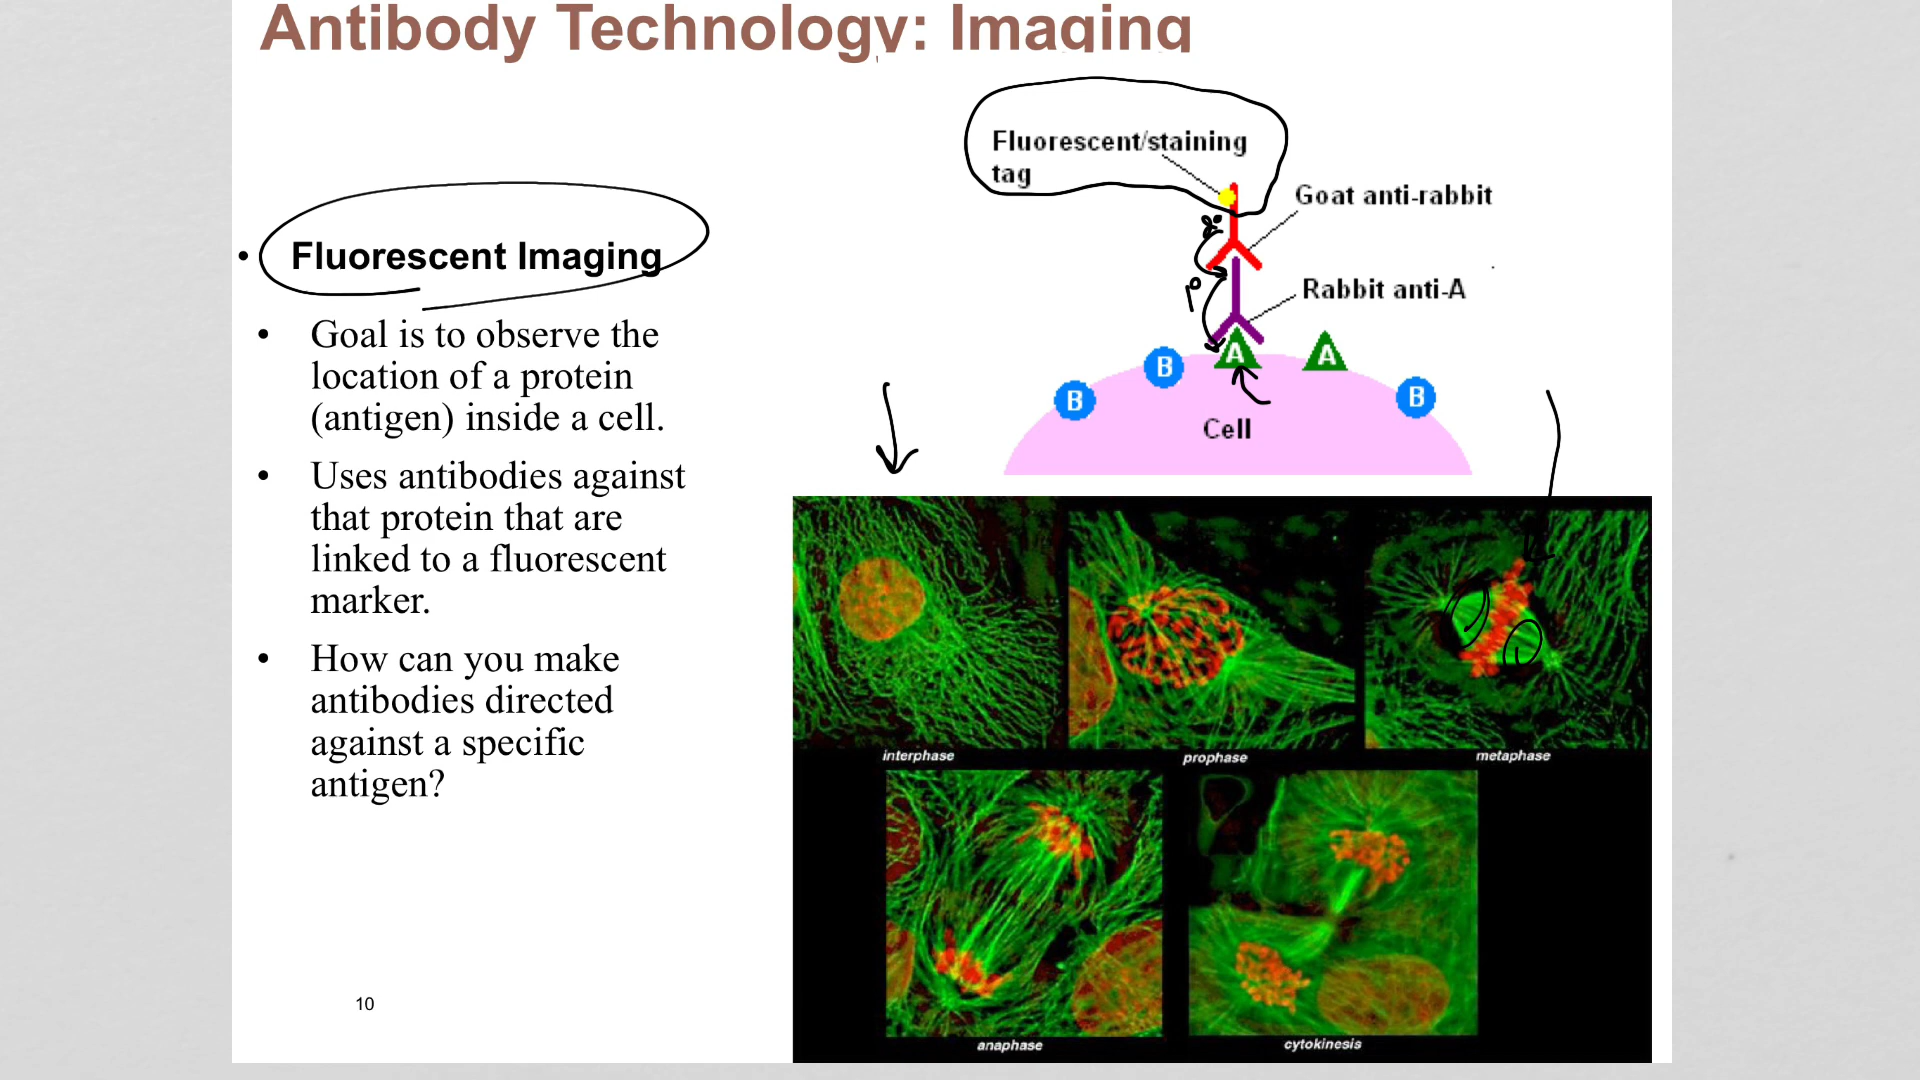 Antibody Technology: Imaging
• Fluorescent Imaging
• Goal is to observe the
location of a protein
(antigen) inside a cell.
• Uses antibodies against
that protein that are
linked to a fluorescent
marker.
• How can you make
antibodies directed
against a specific
antigen?
10
Fluorescent/staining
tag
Goat anti-rabbit
2°
Rabbit anti-A
1°
B
B
A
A
B
Cell
interphase
prophase
metaphase
anaphase
cytokinesis